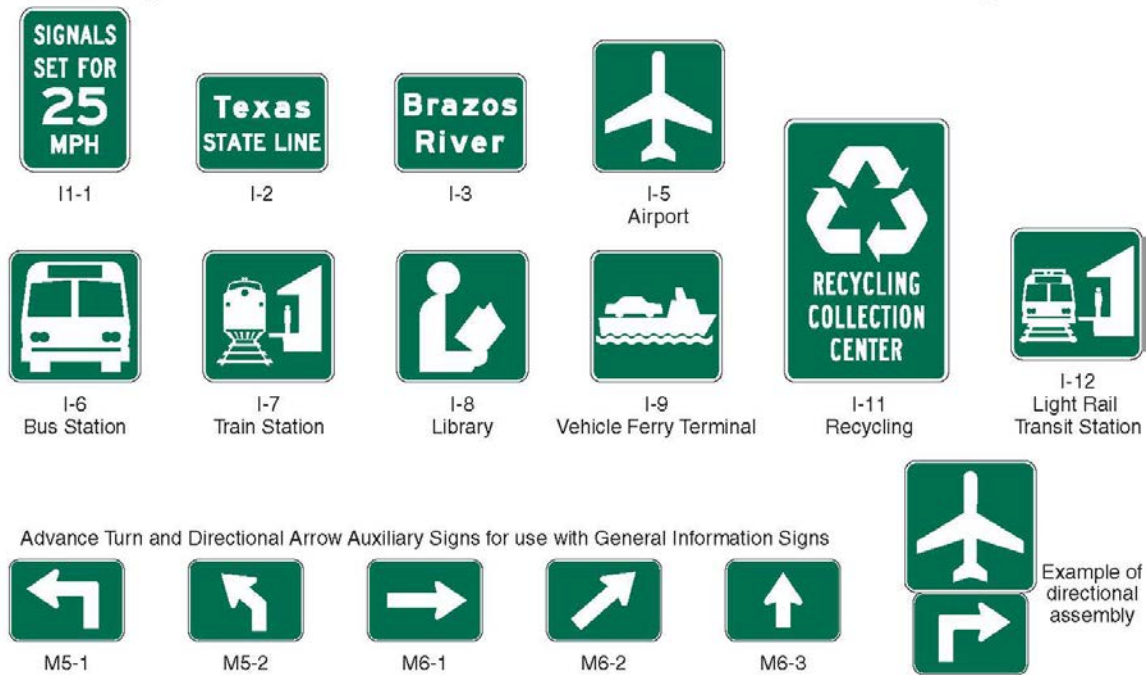 SIGNALS
SET FOR
25
MPH
I1-1
Texas
STATE LINE
I-2
Brazos
River
I-3
I-5
Airport
I-6
Bus Station
I-7
Train Station
I-8
Library
I-9
Vehicle Ferry Terminal
RECYCLING
COLLECTION
CENTER
I-11
Recycling
I-12
Light Rail
Transit Station
Advance Turn and Directional Arrow Auxiliary Signs for use with General Information Signs
M5-1
M5-2
M6-1
M6-2
M6-3
Example of
directional
assembly